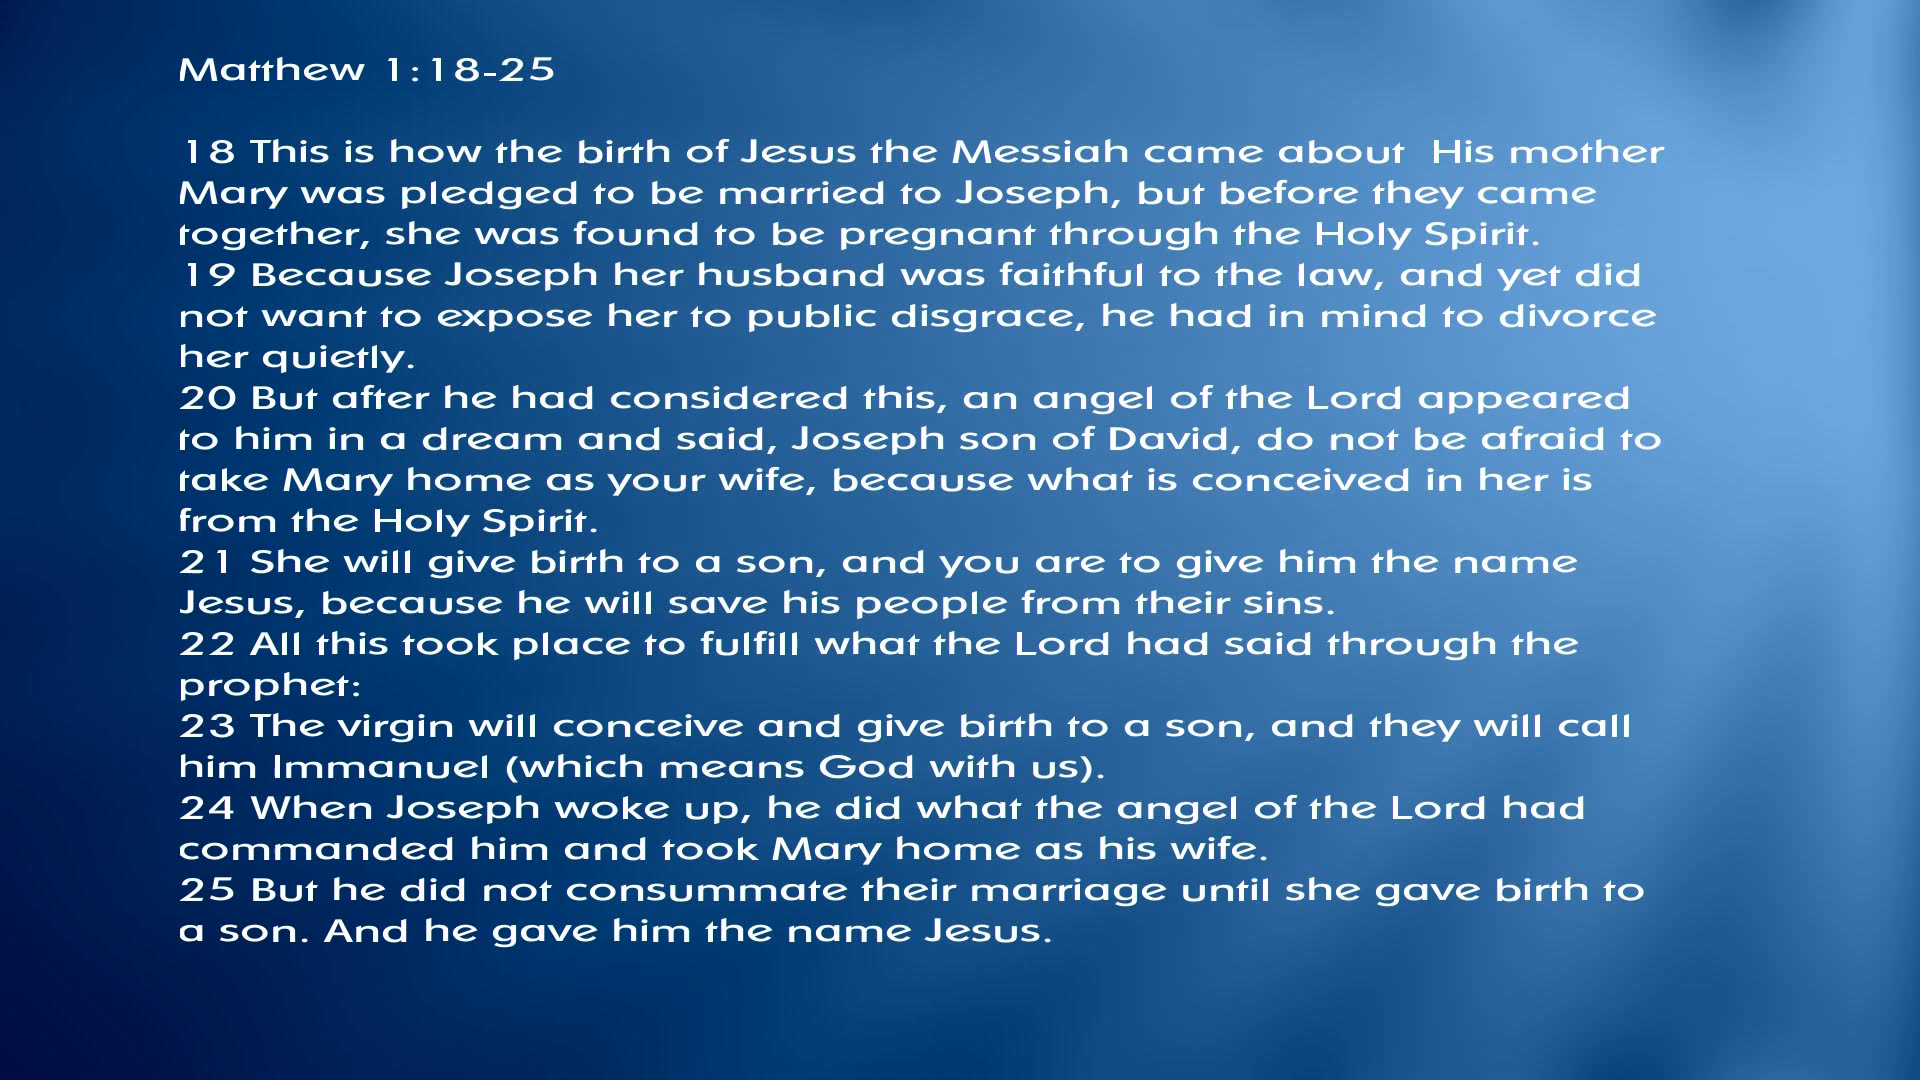 Matthew 1:18-25
18 This is how the birth of Jesus the Messiah came about  His mother
Mary was pledged to be married to Joseph, but before they came
together, she was found to be pregnant through the Holy Spirit.
19 Because Joseph her husband was faithful to the law, and yet did
not want to expose her to public disgrace, he had in mind to divorce
her quietly.
20 But after he had considered this, an angel of the Lord appeared
to him in a dream and said, Joseph son of David, do not be afraid to
take Mary home as your wife, because what is conceived in her is
from the Holy Spirit.
21 She will give birth to a son, and you are to give him the name
Jesus, because he will save his people from their sins.
22 All this took place to fulfill what the Lord had said through the
prophet:
23 The virgin will conceive and give birth to a son, and they will call
him Immanuel (which means God with us).
24 When Joseph woke up, he did what the angel of the Lord had
commanded him and took Mary home as his wife.
25 But he did not consummate their marriage until she gave birth to
a son. And he gave him the name Jesus.